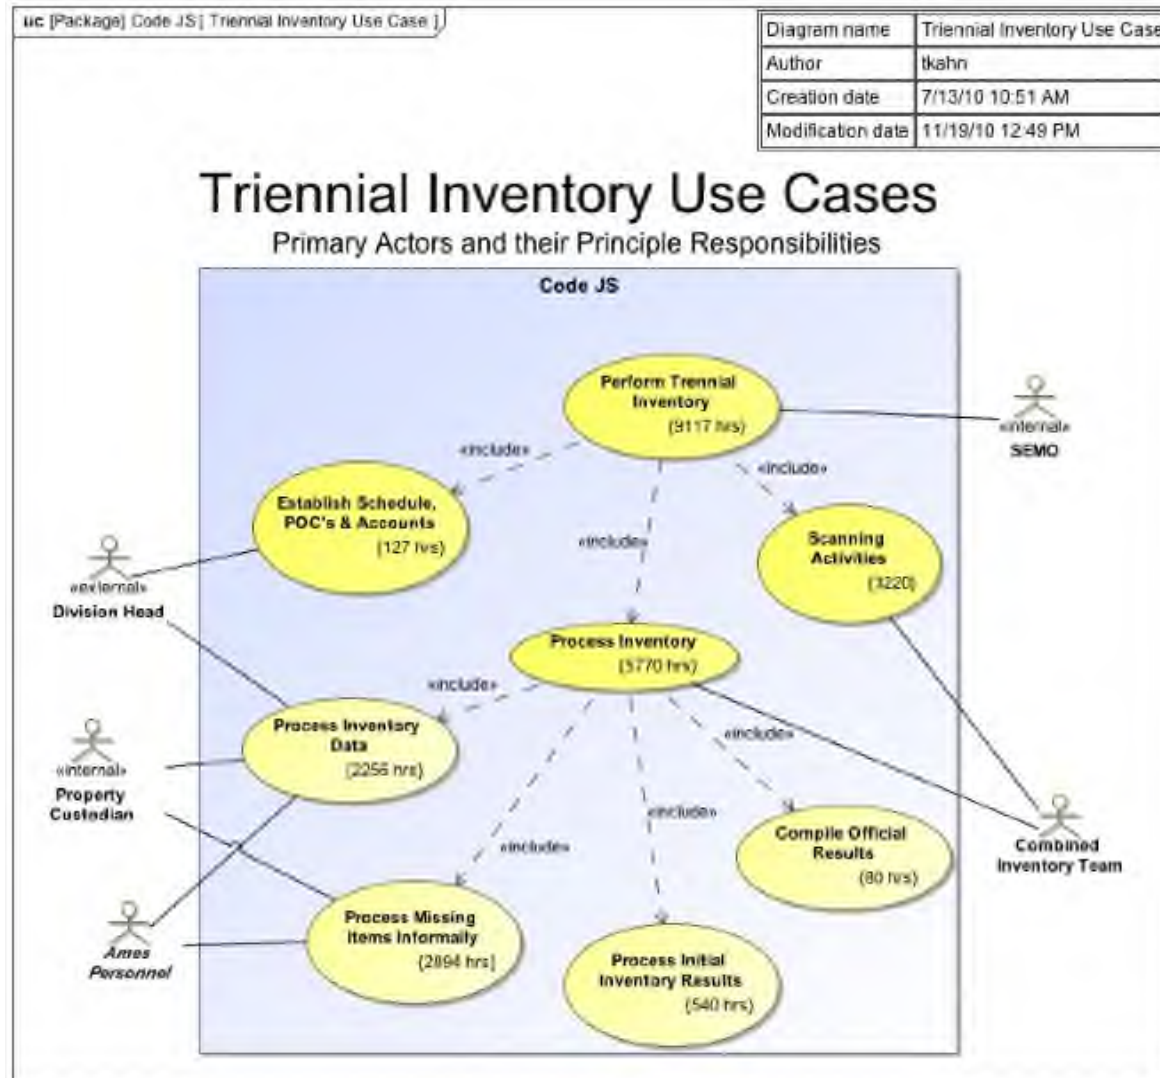 uc [Package] Code JS [ Triennial Inventory Use Case ]
Diagram name Triennial Inventory Use Case
Author tkahn
Creation date 7/13/10 10:51 AM
Modification date 11/19/10 12:49 PM
Triennial Inventory Use Cases
Primary Actors and their Principle Responsibilities
Code JS
Perform Trennial
Inventory
(9117 hrs)
«internal»
SEMO
«include»
«include»
Establish Schedule,
POC's & Accounts
(127 hrs)
«include»
Scanning
Activities
(3220)
«external»
Division Head
Process Inventory
(5770 hrs)
«include»
Process Inventory
Data
(2256 hrs)
«include»
«internal»
Property
Custodian
«include»
«include»
Compile Official
Results
(80 hrs)
Combined
Inventory Team
Process Missing
Items Informally
(2894 hrs)
Ames
Personnel
Process Initial
Inventory Results
(540 hrs)